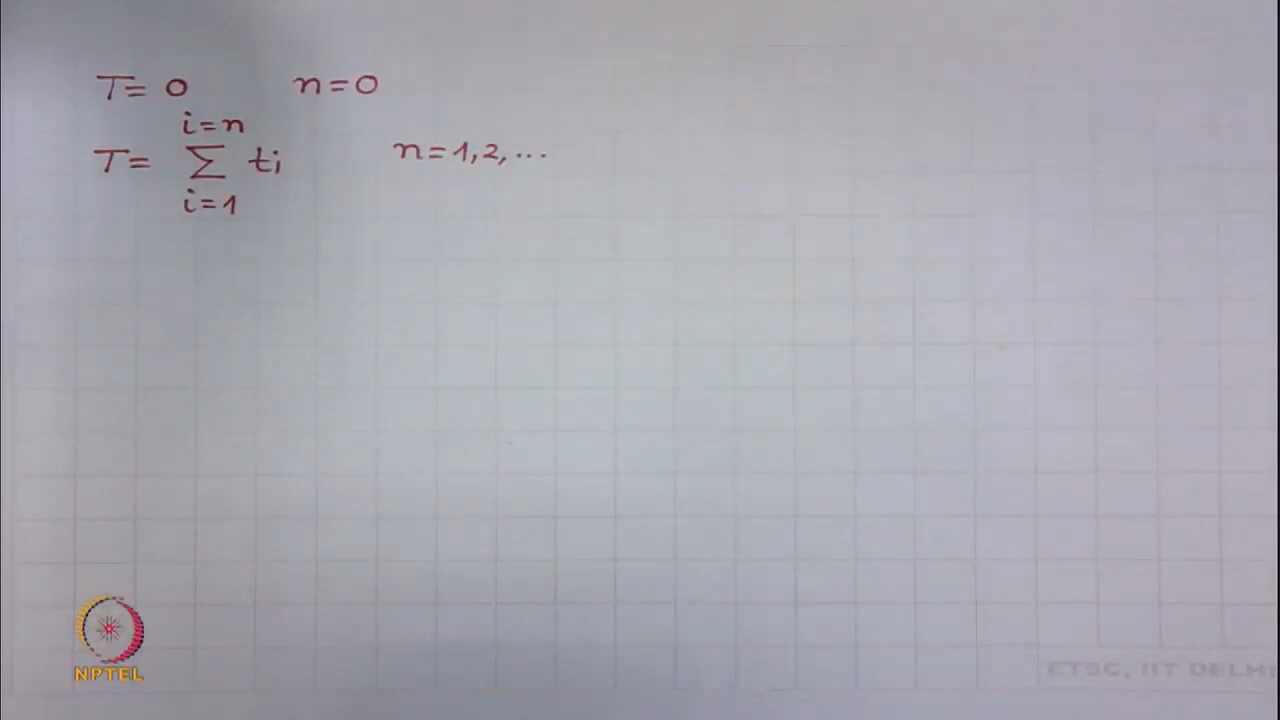 T= 0 n=0
i=n
T= Σ ti n=1,2,...
i=1
NPTEL
ETSC, IIT DELHI